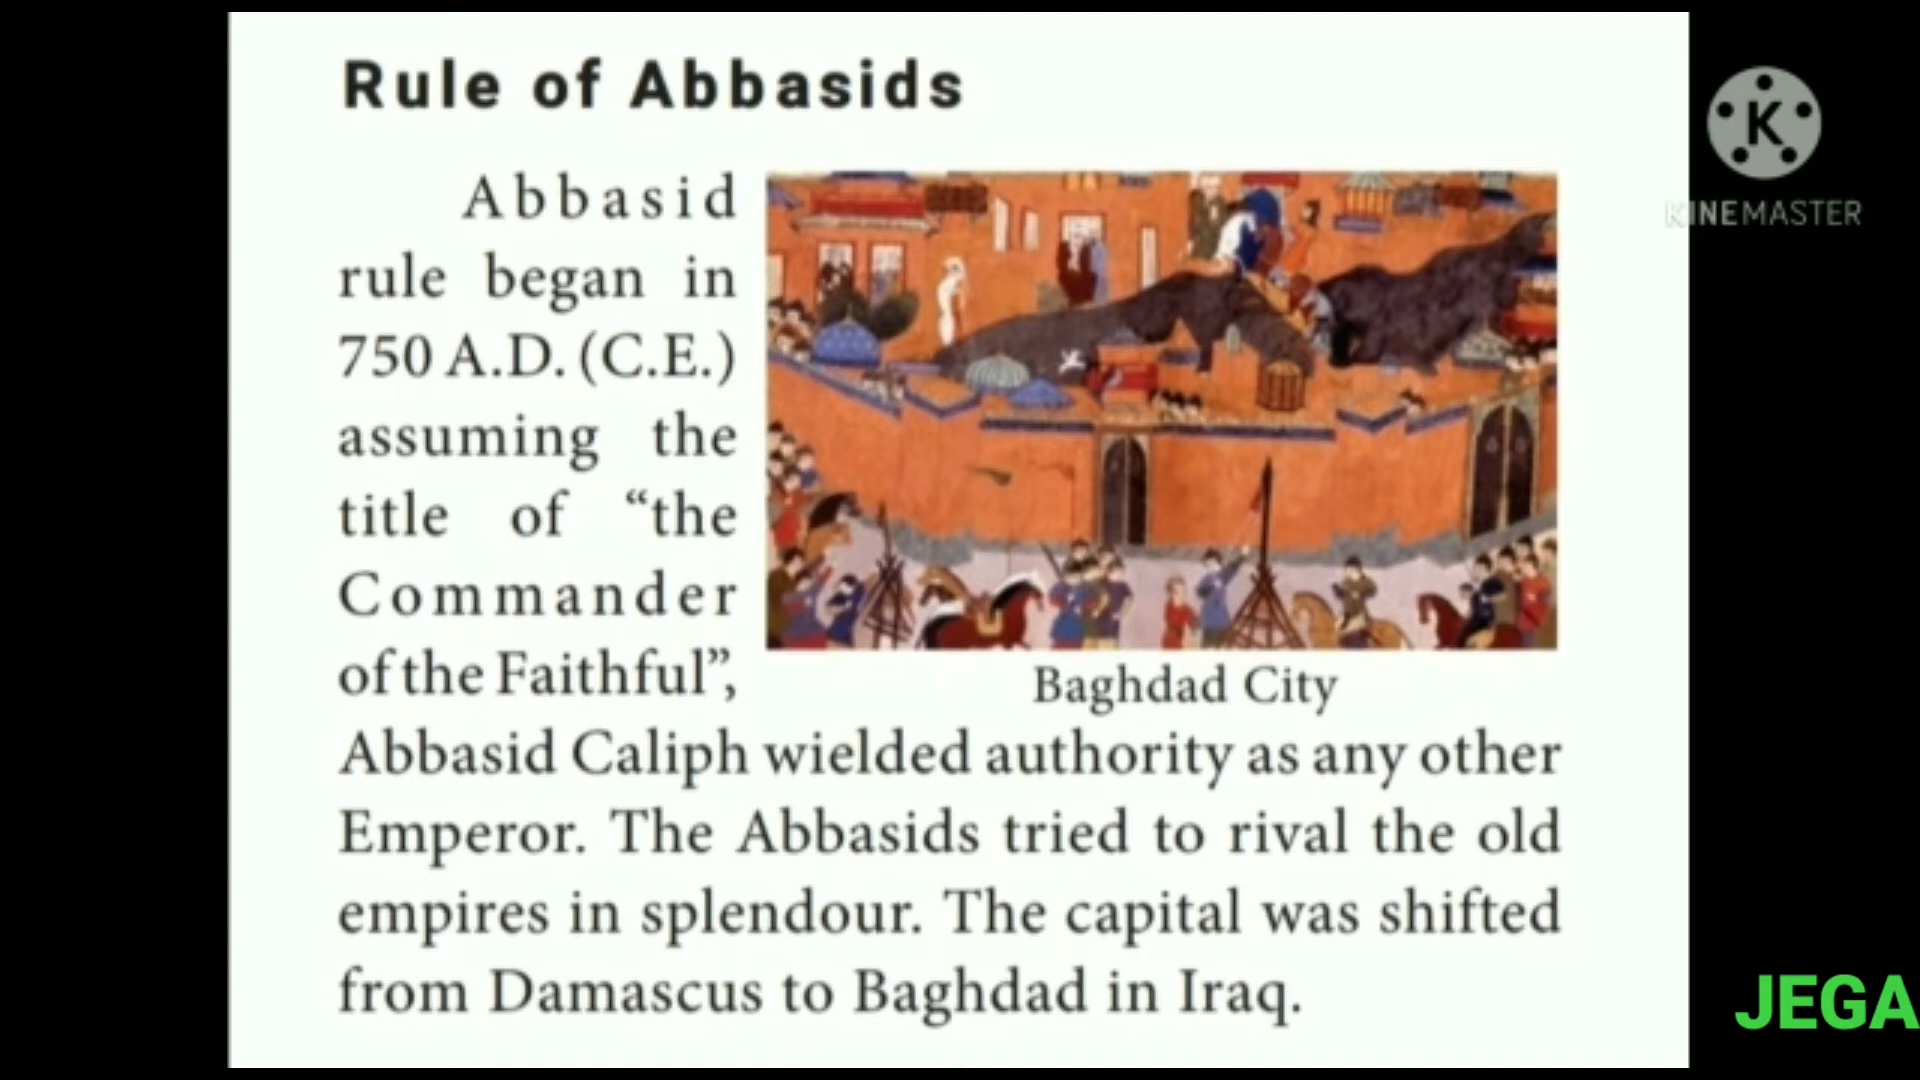 Rule of Abbasids
Abbasid
rule began in
750 A.D. (C.E.)
assuming the
title of “the
Commander
of the Faithful”,
Baghdad City
Abbasid Caliph wielded authority as any other
Emperor. The Abbasids tried to rival the old
empires in splendour. The capital was shifted
from Damascus to Baghdad in Iraq.
K
KINEMASTER
JEGA